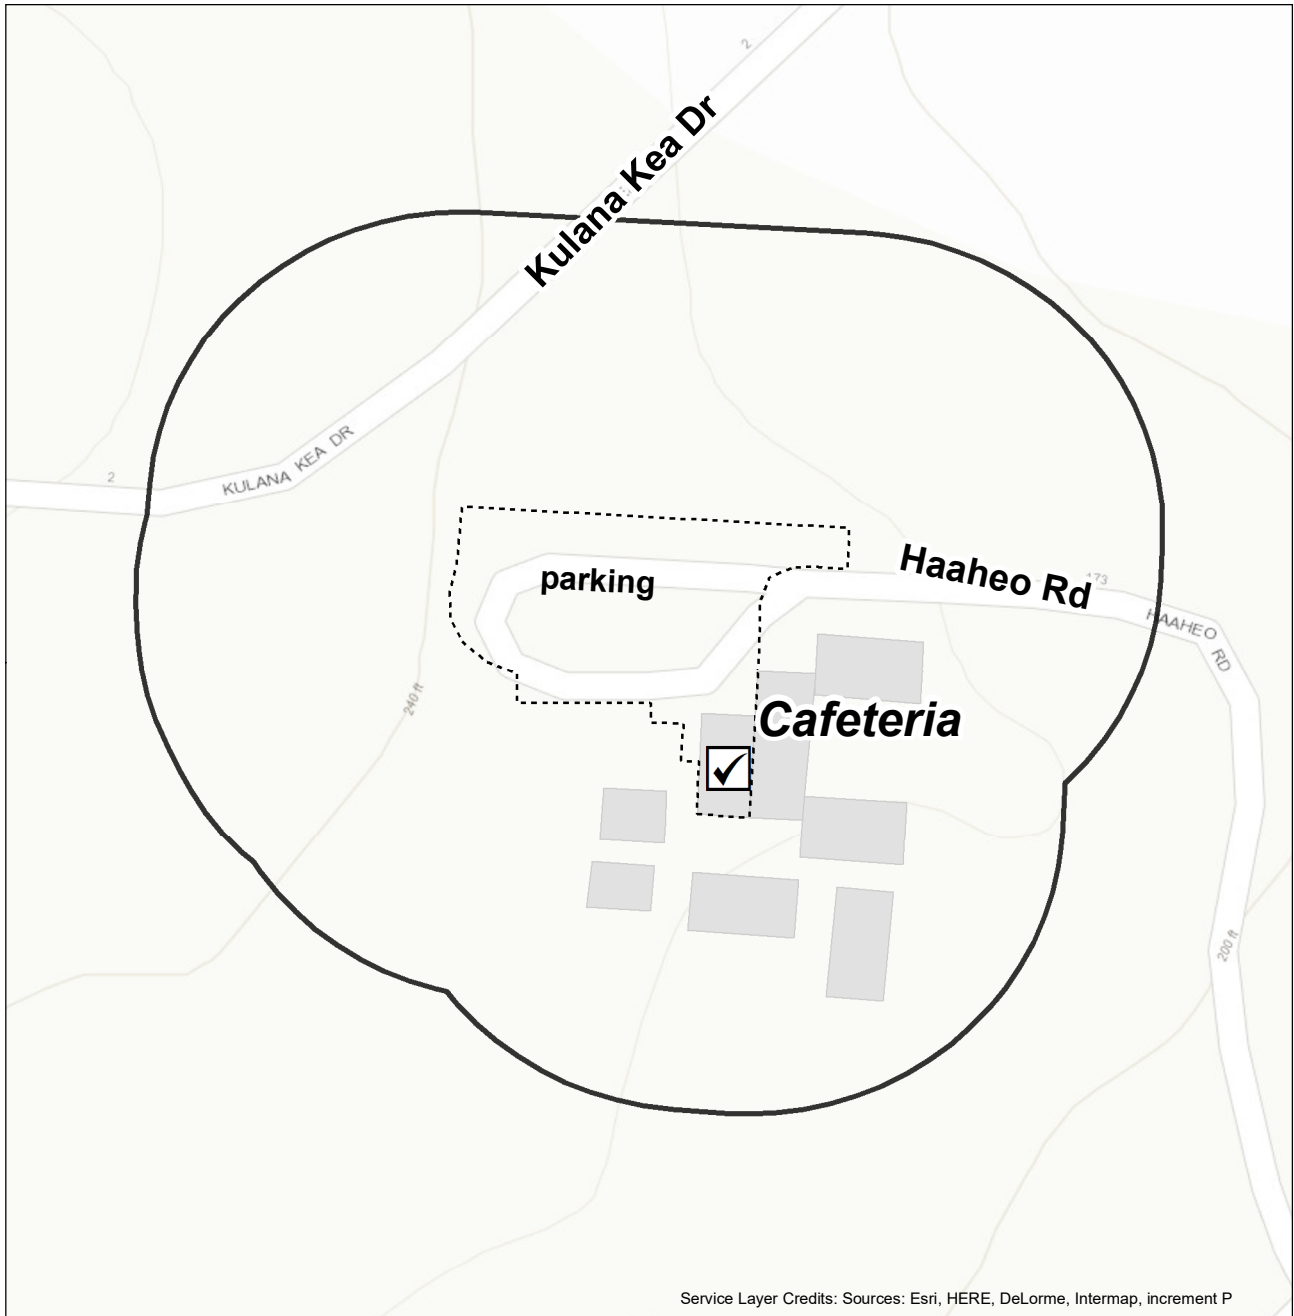 2
Kulana Kea Dr
KULANA KEA DR
2
Haaheo Rd
173
parking
HAAHEO
RD
240 ft
Cafeteria
200 ft
Service Layer Credits: Sources: Esri, HERE, DeLorme, Intermap, increment P